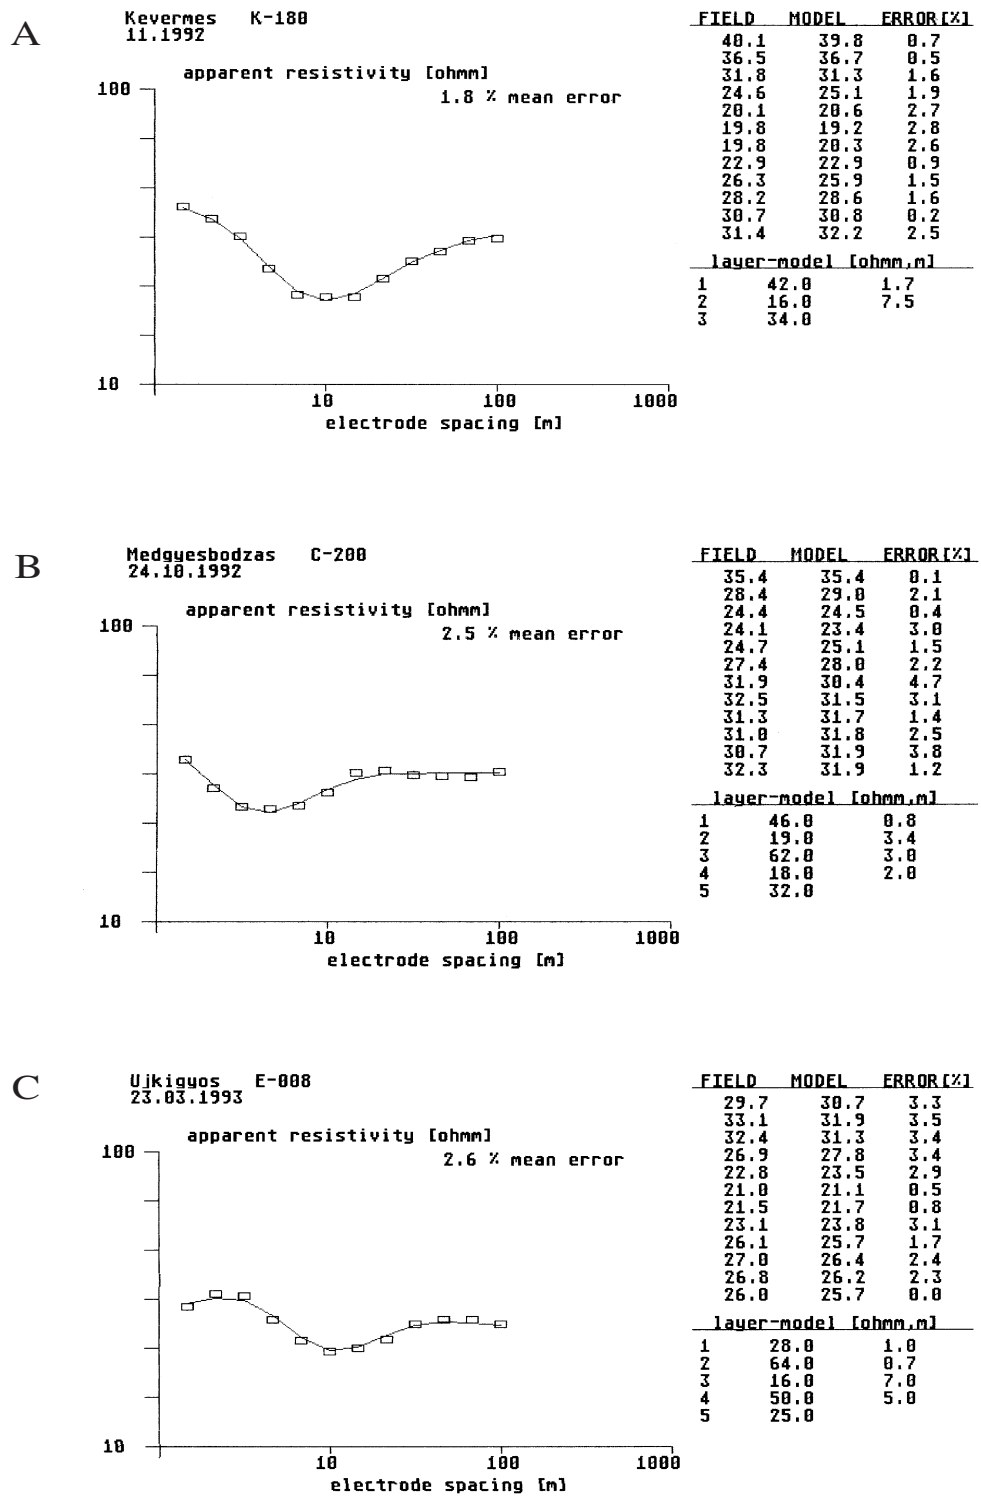 A
Kevermes K-180
11.1992
apparent resistivity [ohmm]
1.8 % mean error
100
10
10 100 1000
electrode spacing [m]
FIELD MODEL ERROR[%]
40.1 39.8 0.7
36.5 36.7 0.5
31.8 31.3 1.6
24.6 25.1 1.9
20.1 20.6 2.7
19.8 19.2 2.8
19.8 20.3 2.6
22.9 22.9 0.9
26.3 25.9 1.5
28.2 28.6 1.6
30.7 30.8 0.2
31.4 32.2 2.5
layer-model [ohmm,m]
1 42.0 1.7
2 16.0 7.5
3 34.0
B
Medgyesbodzas C-200
24.10.1992
apparent resistivity [ohmm]
2.5 % mean error
100
10
10 100 1000
electrode spacing [m]
FIELD MODEL ERROR[%]
35.4 35.4 0.1
28.4 29.0 2.1
24.4 24.5 0.4
24.1 23.4 3.0
24.7 25.1 1.5
27.4 28.0 2.2
31.9 30.4 4.7
32.5 31.5 3.1
31.3 31.7 1.4
31.0 31.8 2.5
30.7 31.9 3.8
32.3 31.9 1.2
layer-model [ohmm,m]
1 46.0 0.8
2 19.0 3.4
3 62.0 3.0
4 18.0 2.0
5 32.0
C
Ujkigyos E-008
23.03.1993
apparent resistivity [ohmm]
2.6 % mean error
100
10
10 100 1000
electrode spacing [m]
FIELD MODEL ERROR[%]
29.7 30.7 3.3
33.1 31.9 3.5
32.4 31.3 3.4
26.9 27.8 3.4
22.8 23.5 2.9
21.0 21.1 0.5
21.5 21.7 0.8
23.1 23.8 3.1
26.1 25.7 1.7
27.0 26.4 2.4
26.8 26.2 2.3
26.0 25.7 0.0
layer-model [ohmm,m]
1 28.0 1.0
2 64.0 0.7
3 16.0 7.0
4 50.0 5.0
5 25.0